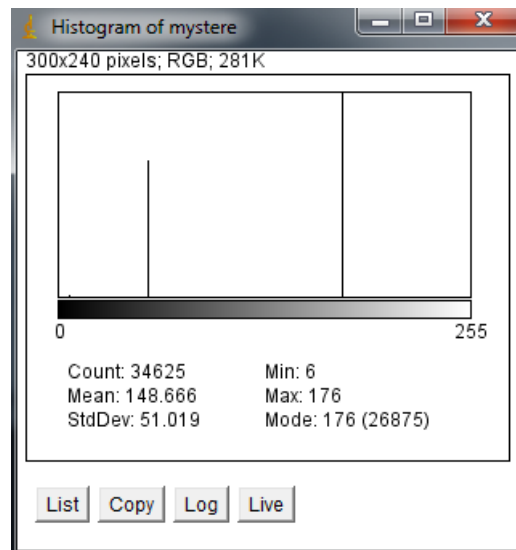 Histogram of mystere
300x240 pixels; RGB; 281K
0 255
Count: 34625 Min: 6
Mean: 148.666 Max: 176
StdDev: 51.019 Mode: 176 (26875)
List Copy Log Live